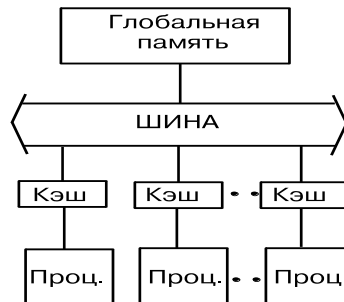 Глобальная
память
ШИНА
Кэш Кэш • • Кэш
Проц. Проц. • • Проц